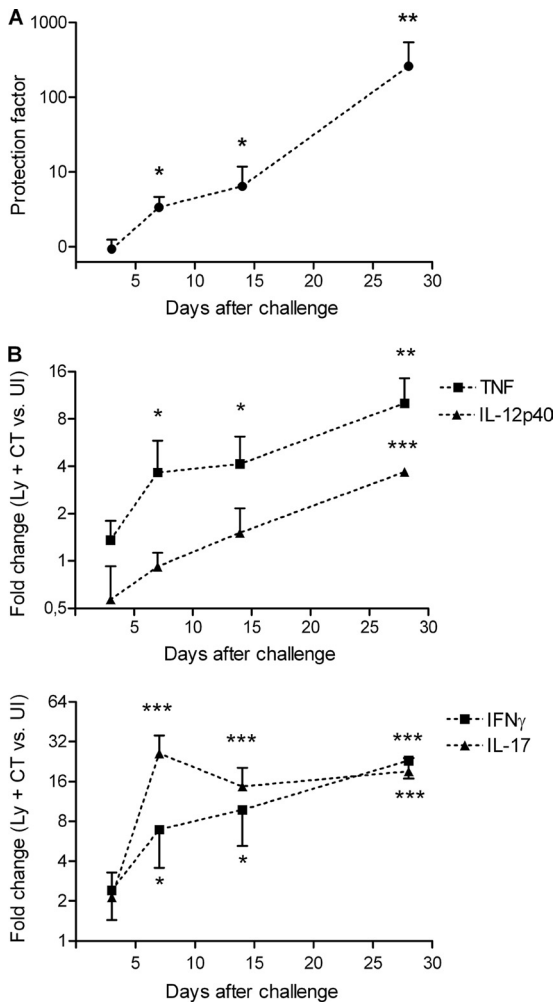 A
Protection factor
1000
100
10
0
*
*
**
5 10 15 20 25 30
Days after challenge
B
Fold change (Ly + CT vs. UI)
16
8
4
2
1
0,5
*
*
**
***
TNF
IL-12p40
5 10 15 20 25 30
Days after challenge
Fold change (Ly + CT vs. UI)
64
32
16
8
4
2
1
***
***
***
***
*
*
IFNγ
IL-17
5 10 15 20 25 30
Days after challenge